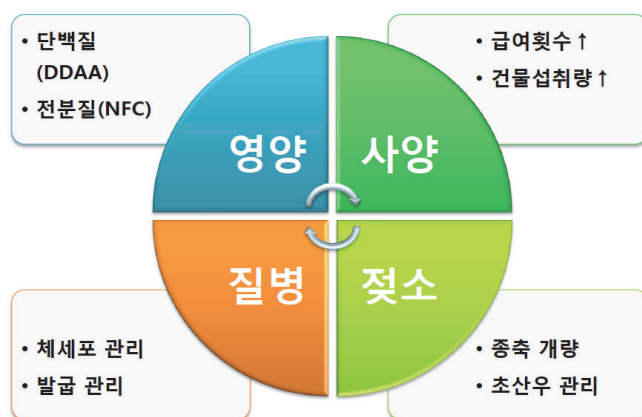 • 단백질
(DDAA)
• 전분질(NFC)
• 급여횟수↑
• 건물섭취량↑
영양
사양
질병
젖소
• 체세포 관리
• 발굽 관리
• 종축 개량
• 초산우 관리